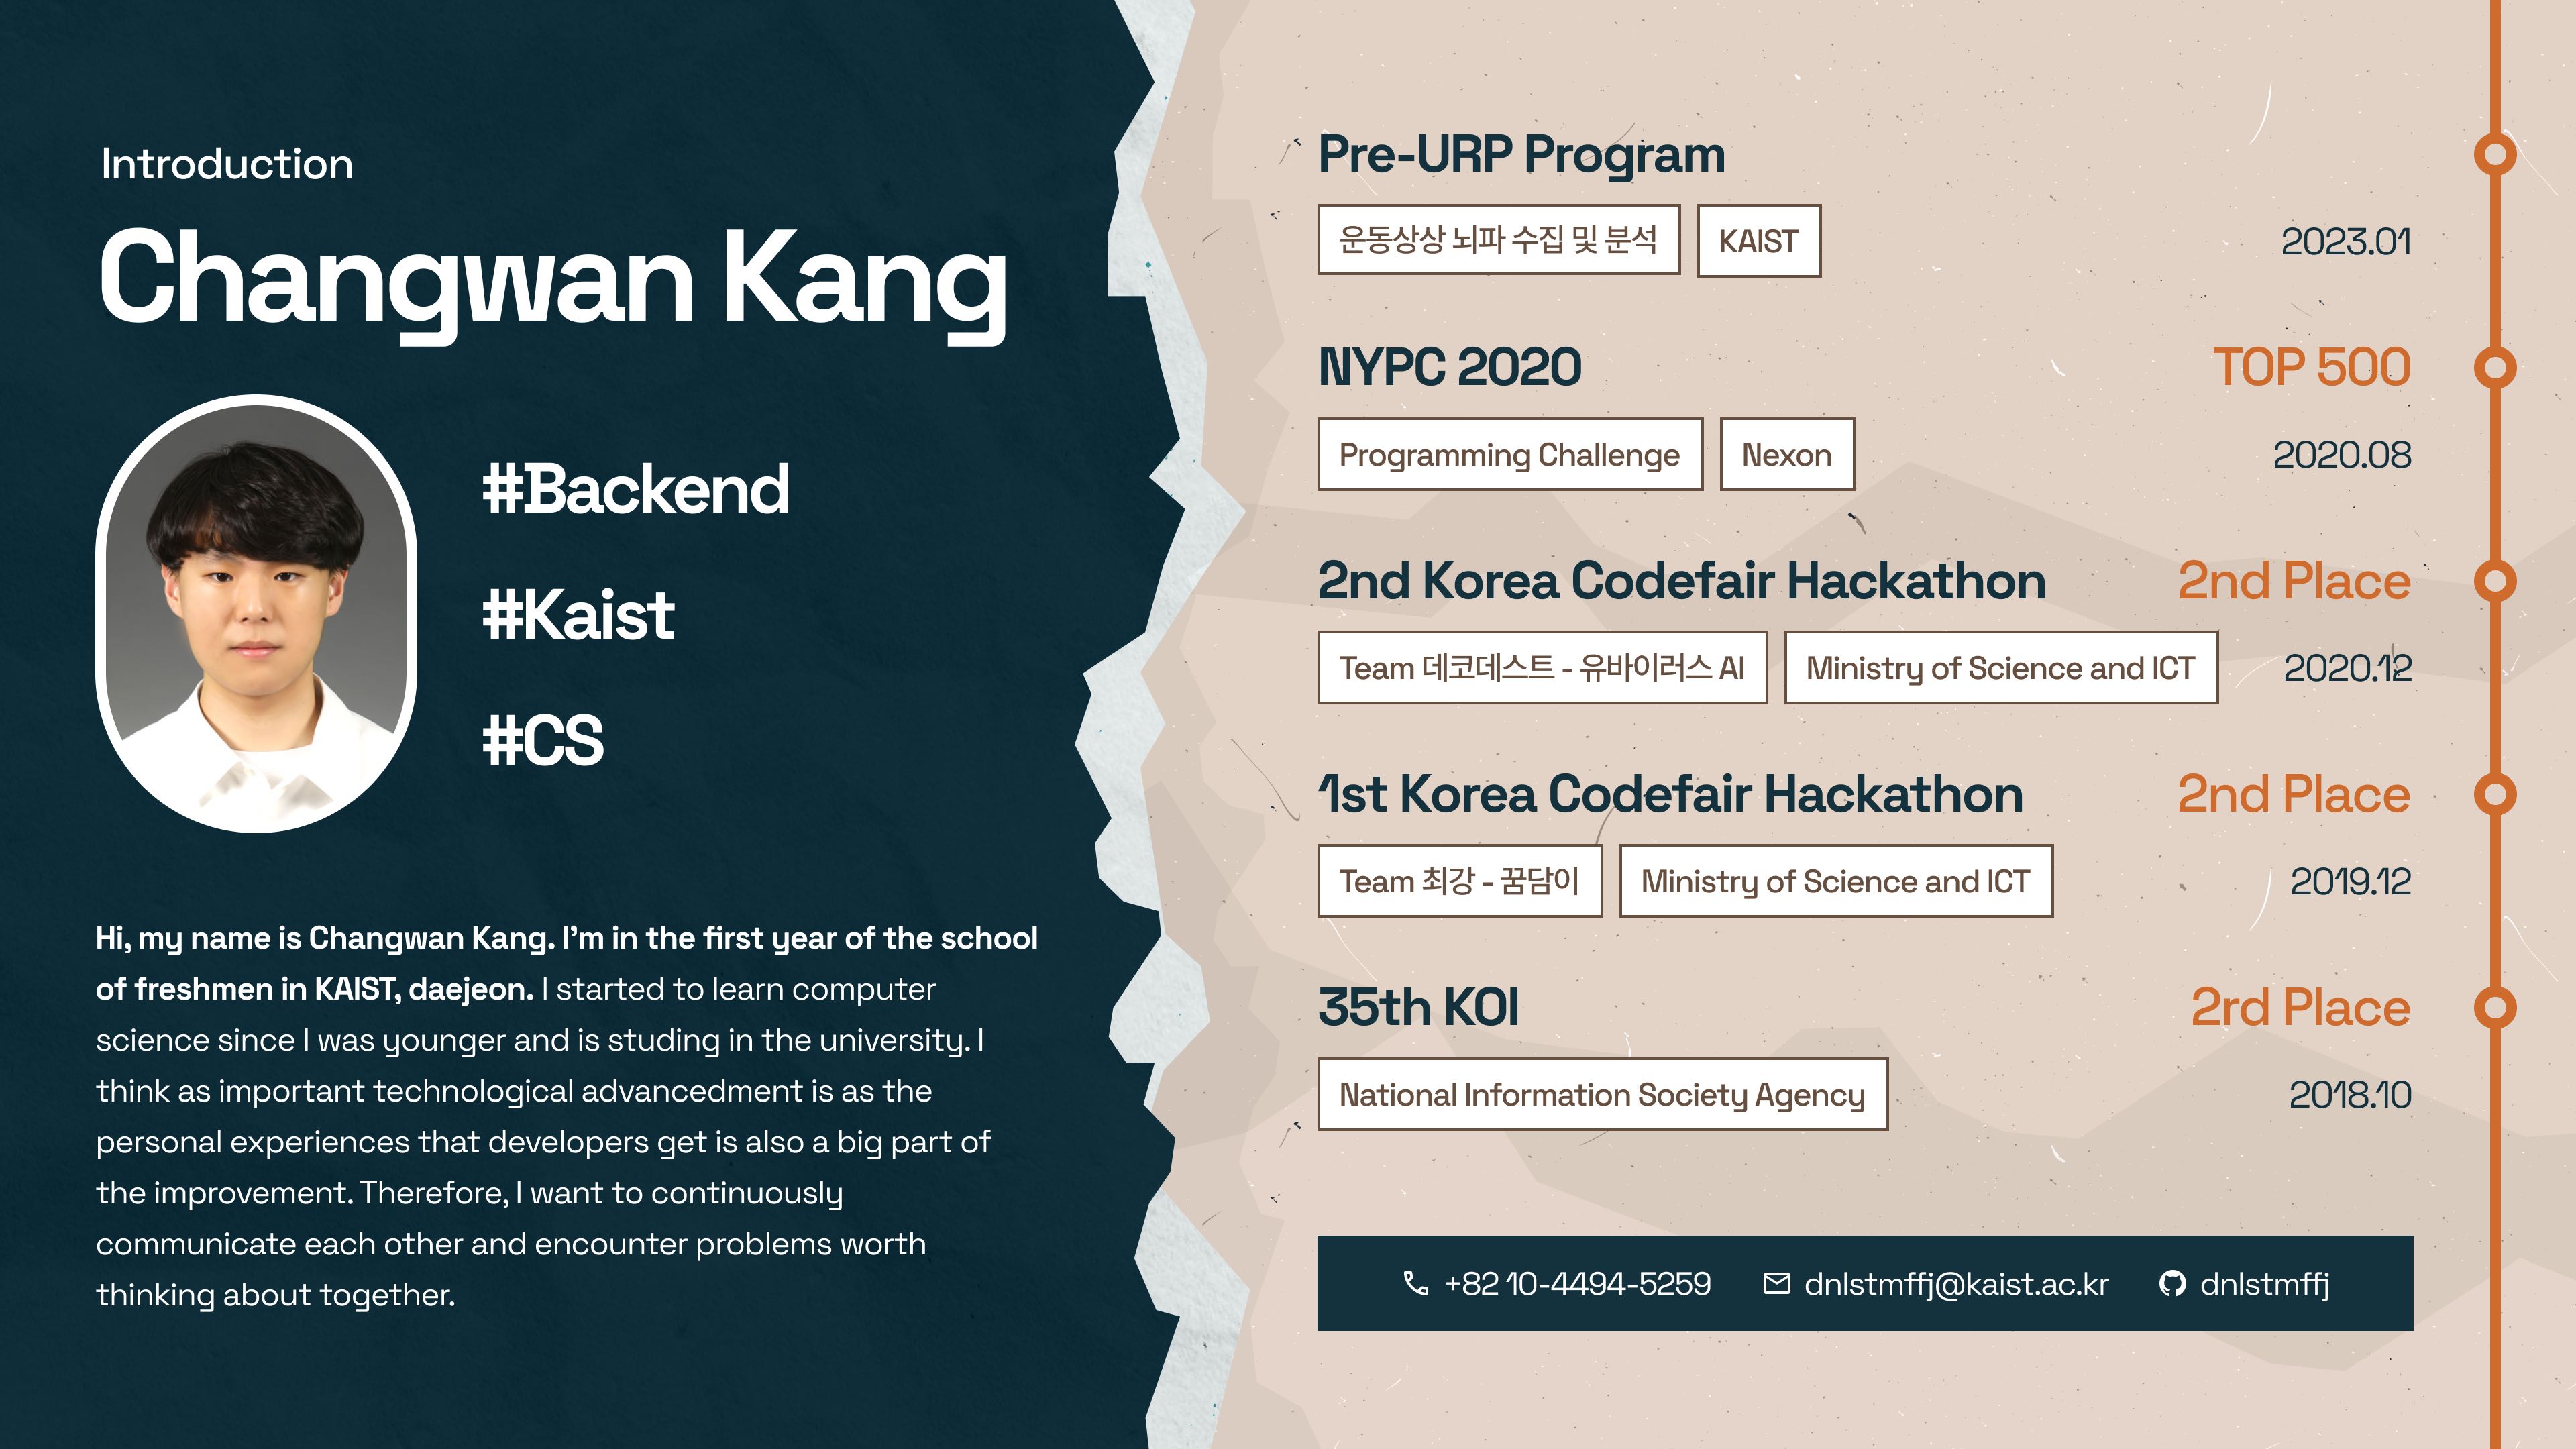 Introduction
Changwan Kang
#Backend
#Kaist
#CS
Hi, my name is Changwan Kang. I'm in the first year of the school
of freshmen in KAIST, daejeon. I started to learn computer
science since I was younger and is studing in the university. I
think as important technological advancedment is as the
personal experiences that developers get is also a big part of
the improvement. Therefore, I want to continuously
communicate each other and encounter problems worth
thinking about together.
Pre-URP Program
운동상상 뇌파 수집 및 분석 KAIST 2023.01
NYPC 2020 TOP 500
Programming Challenge Nexon 2020.08
2nd Korea Codefair Hackathon 2nd Place
Team 데코데스트 - 유바이러스 AI Ministry of Science and ICT 2020.12
1st Korea Codefair Hackathon 2nd Place
Team 최강 - 꿈담이 Ministry of Science and ICT 2019.12
35th KOI 2rd Place
National Information Society Agency 2018.10
+82 10-4494-5259 dnlstmffj@kaist.ac.kr dnlstmffj